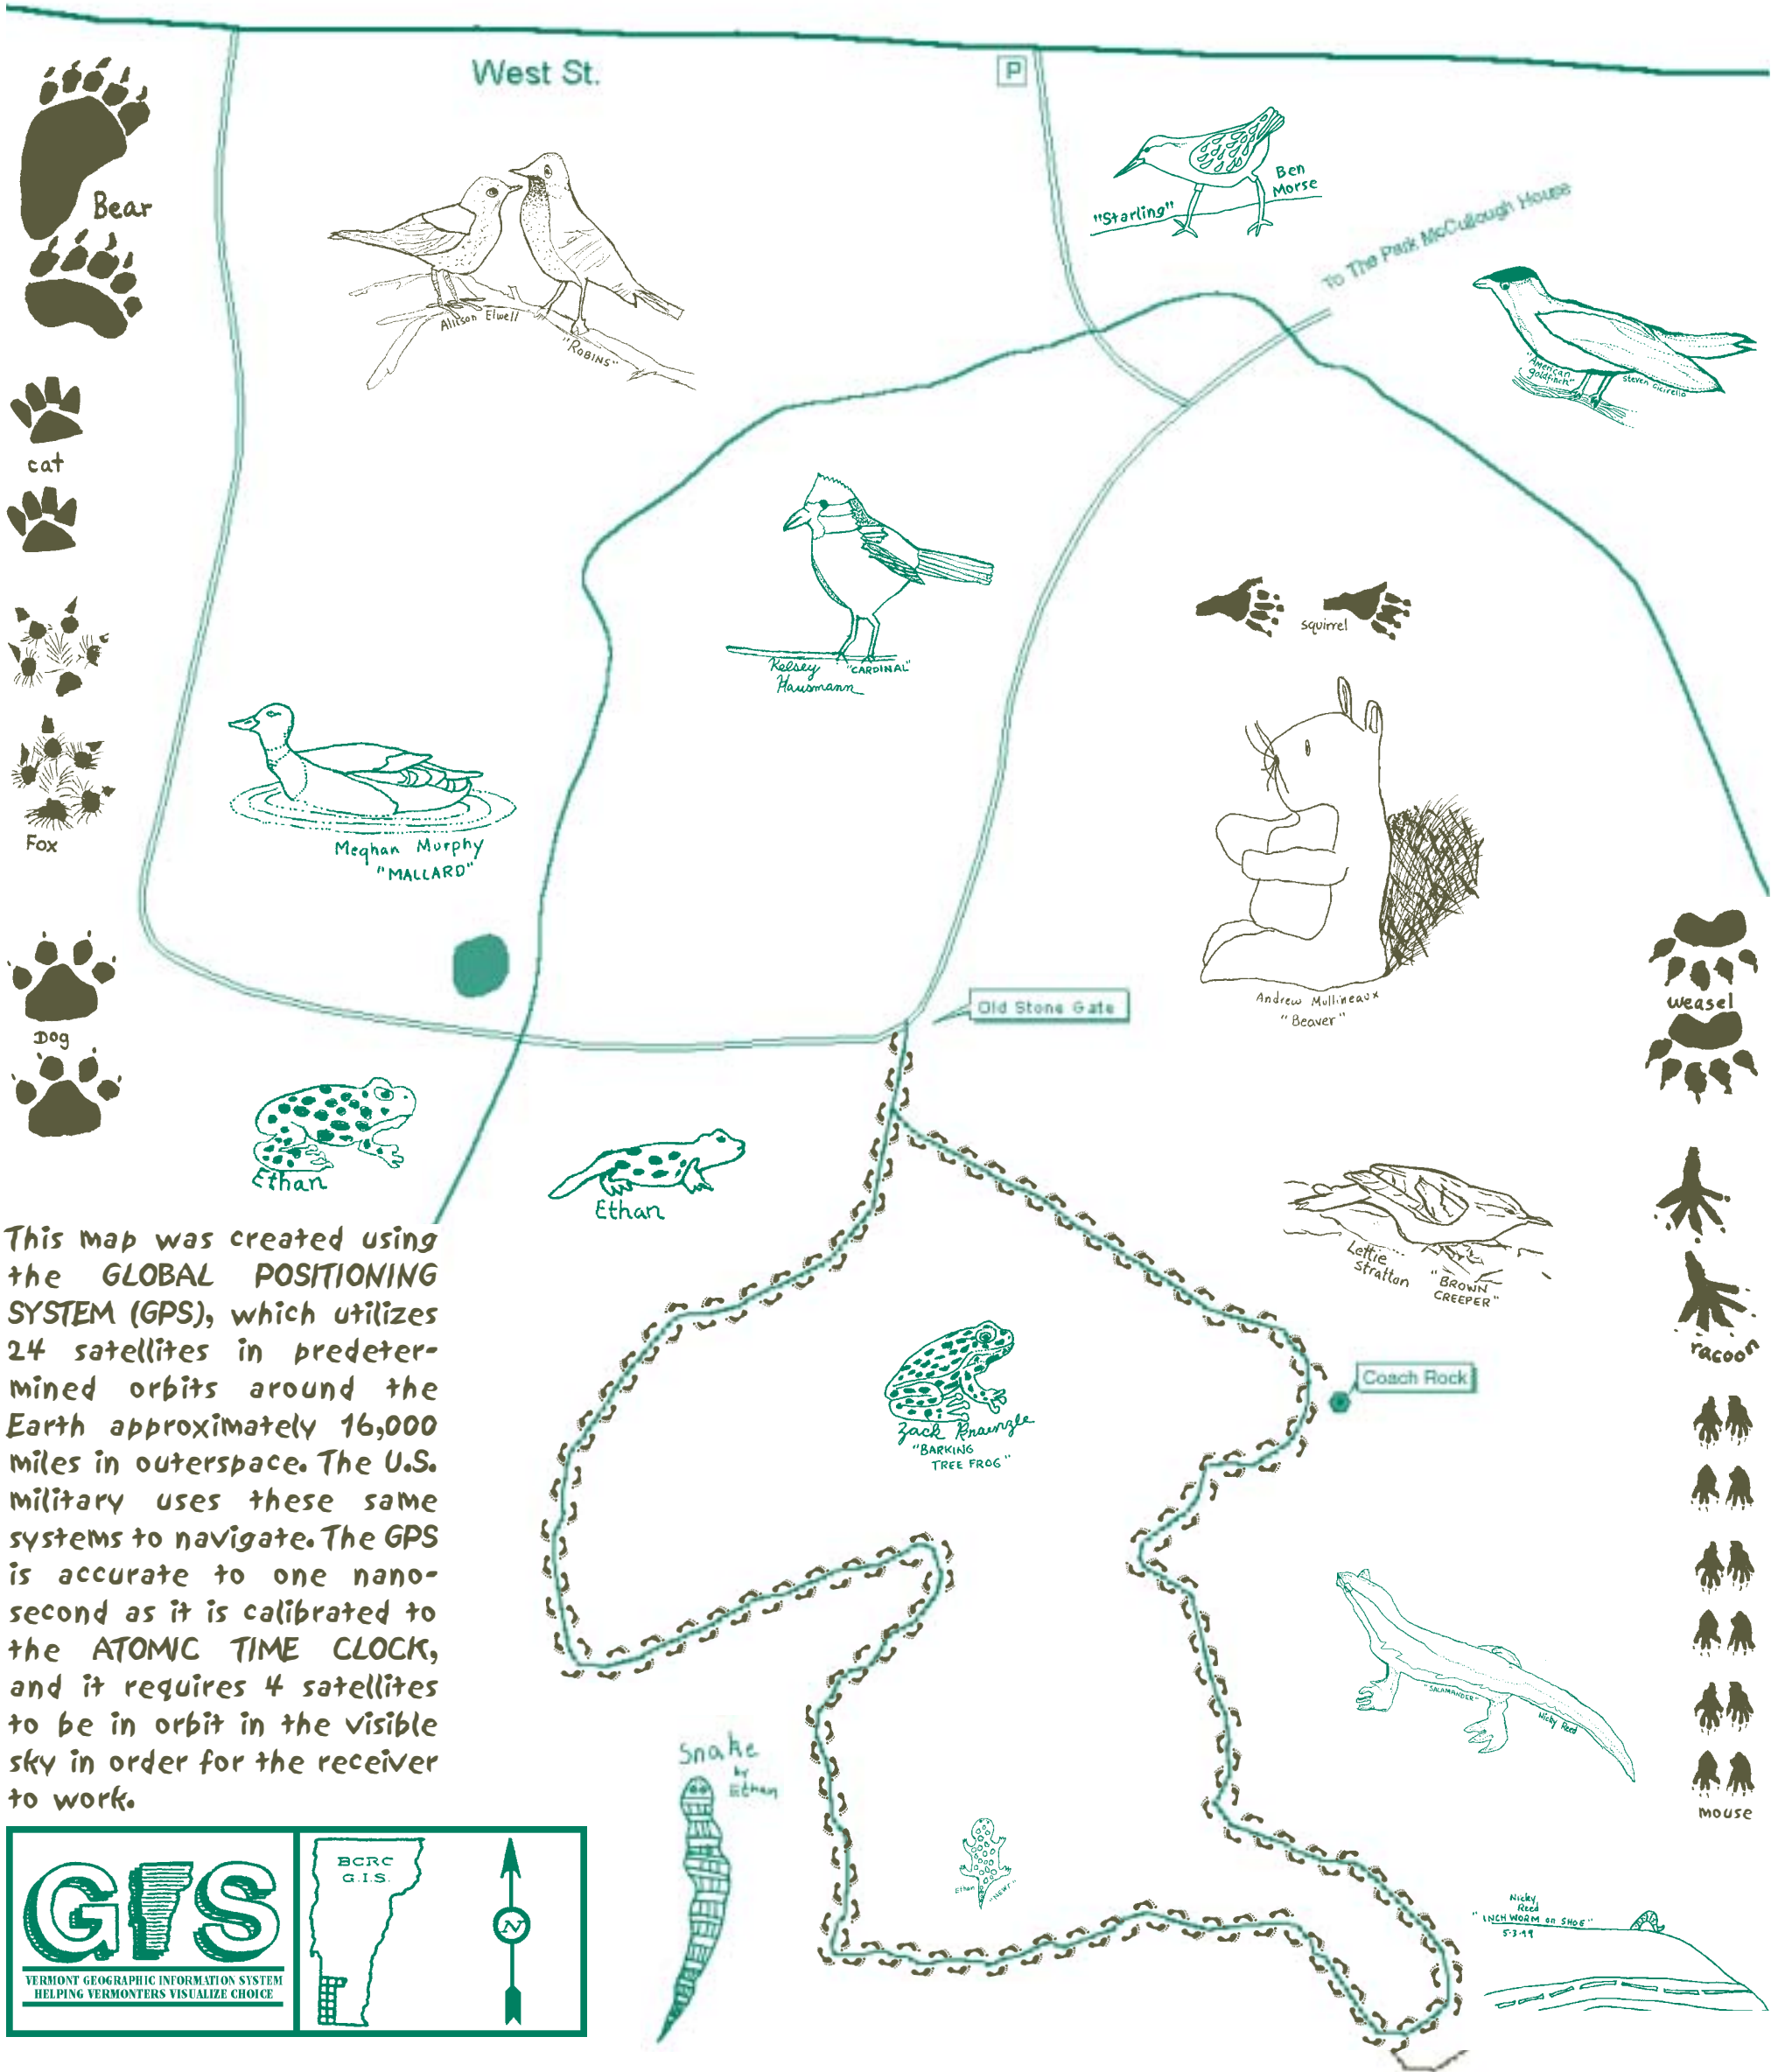 West St.
P
Bear
Ben
Morse
"Starling"
To The Park McCullough House
Allison Elwell
"ROBINS"
"American
goldfinch"
Steven Cicirello
cat
squirrel
Kelsey
Hausmann
"CARDINAL"
Fox
Meghan Murphy
"MALLARD"
Andrew Mullineaux
"Beaver"
weasel
Old Stone Gate
Dog
Ethan
Ethan
Lettie
Stratton
"BROWN
CREEPER"
racoon
Coach Rock
Zack
"BARKING
TREE FROG"
This map was created using
the GLOBAL POSITIONING
SYSTEM (GPS), which utilizes
24 satellites in predeter-
mined orbits around the
Earth approximately 16,000
miles in outerspace. The U.S.
military uses these same
systems to navigate. The GPS
is accurate to one nano-
second as it is calibrated to
the ATOMIC TIME CLOCK,
and it requires 4 satellites
to be in orbit in the visible
sky in order for the receiver
to work.
"SALAMANDER"
Nicky Reed
Snake
by
Ethan
mouse
Ethan
"NEWT"
Nicky
Reed
"INCH WORM on SHOE"
5·3·99
GIS
VERMONT GEOGRAPHIC INFORMATION SYSTEM
HELPING VERMONTERS VISUALIZE CHOICE
BCRC
G.I.S.
N